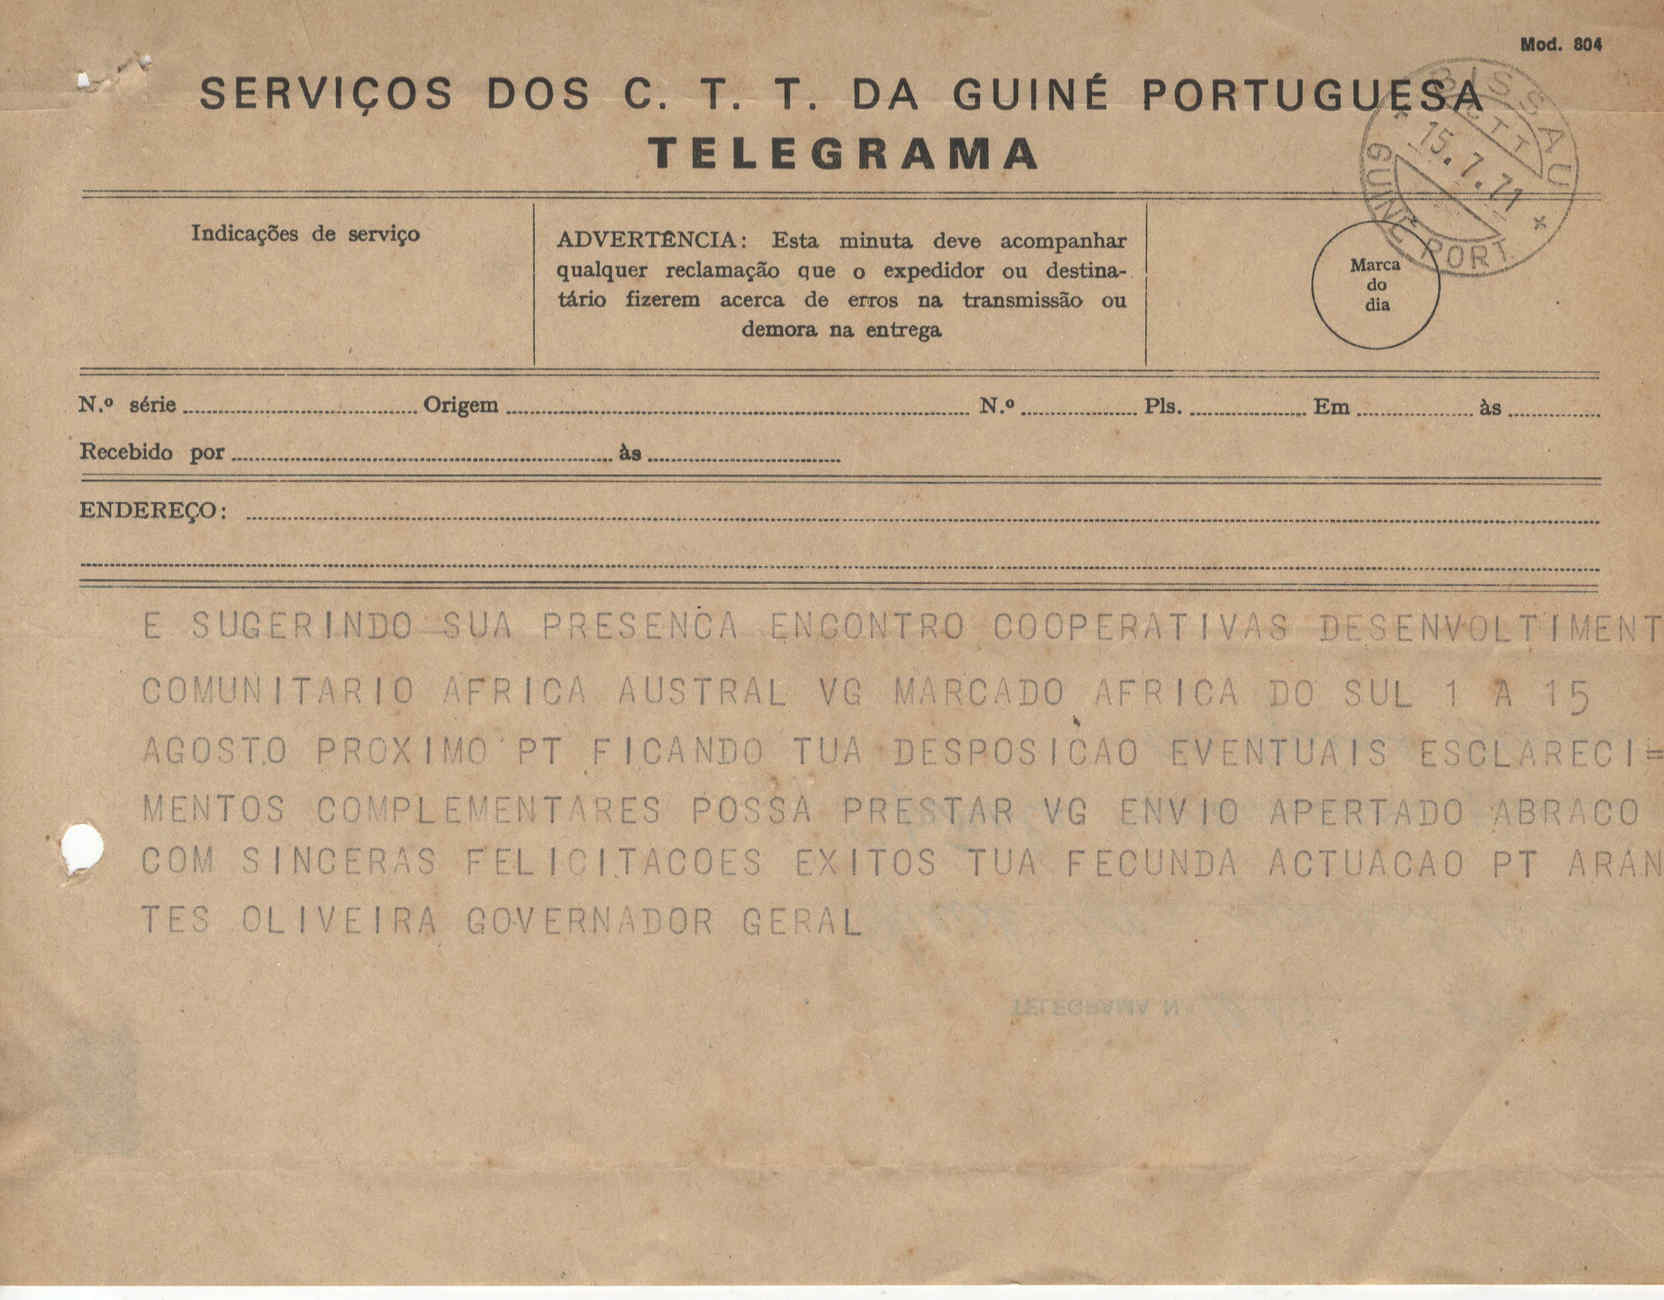 Mod. 804
SERVIÇOS DOS C. T. T. DA GUINÉ PORTUGUESA
TELEGRAMA
BISSAU
CTT
15.7.71
GUINÉ PORT.
Indicações de serviço
ADVERTÊNCIA: Esta minuta deve acompanhar
qualquer reclamação que o expedidor ou destina-
tário fizerem acerca de erros na transmissão ou
demora na entrega
Marca
do
dia
N.º série Origem N.º Pls. Em às
Recebido por às
ENDEREÇO:
E SUGERINDO SUA PRESENCA ENCONTRO COOPERATIVAS DESENVOLTIMENT
COMUNITARIO AFRICA AUSTRAL VG MARCADO AFRICA DO SUL 1 A 15
AGOSTO PROXIMO PT FICANDO TUA DESPOSICAO EVENTUAIS ESCLARECI=
MENTOS COMPLEMENTARES POSSA PRESTAR VG ENVIO APERTADO ABRACO
COM SINCERAS FELICITACOES EXITOS TUA FECUNDA ACTUACAO PT ARAN
TES OLIVEIRA GOVERNADOR GERAL
TELEGRAMA N